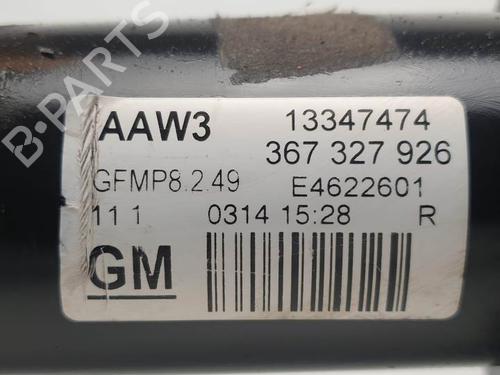 AAW3 13347474
367 327 926
GFMP8.2.49 E4622601
11 1 0314 15:28 R
GM
B-PARTS